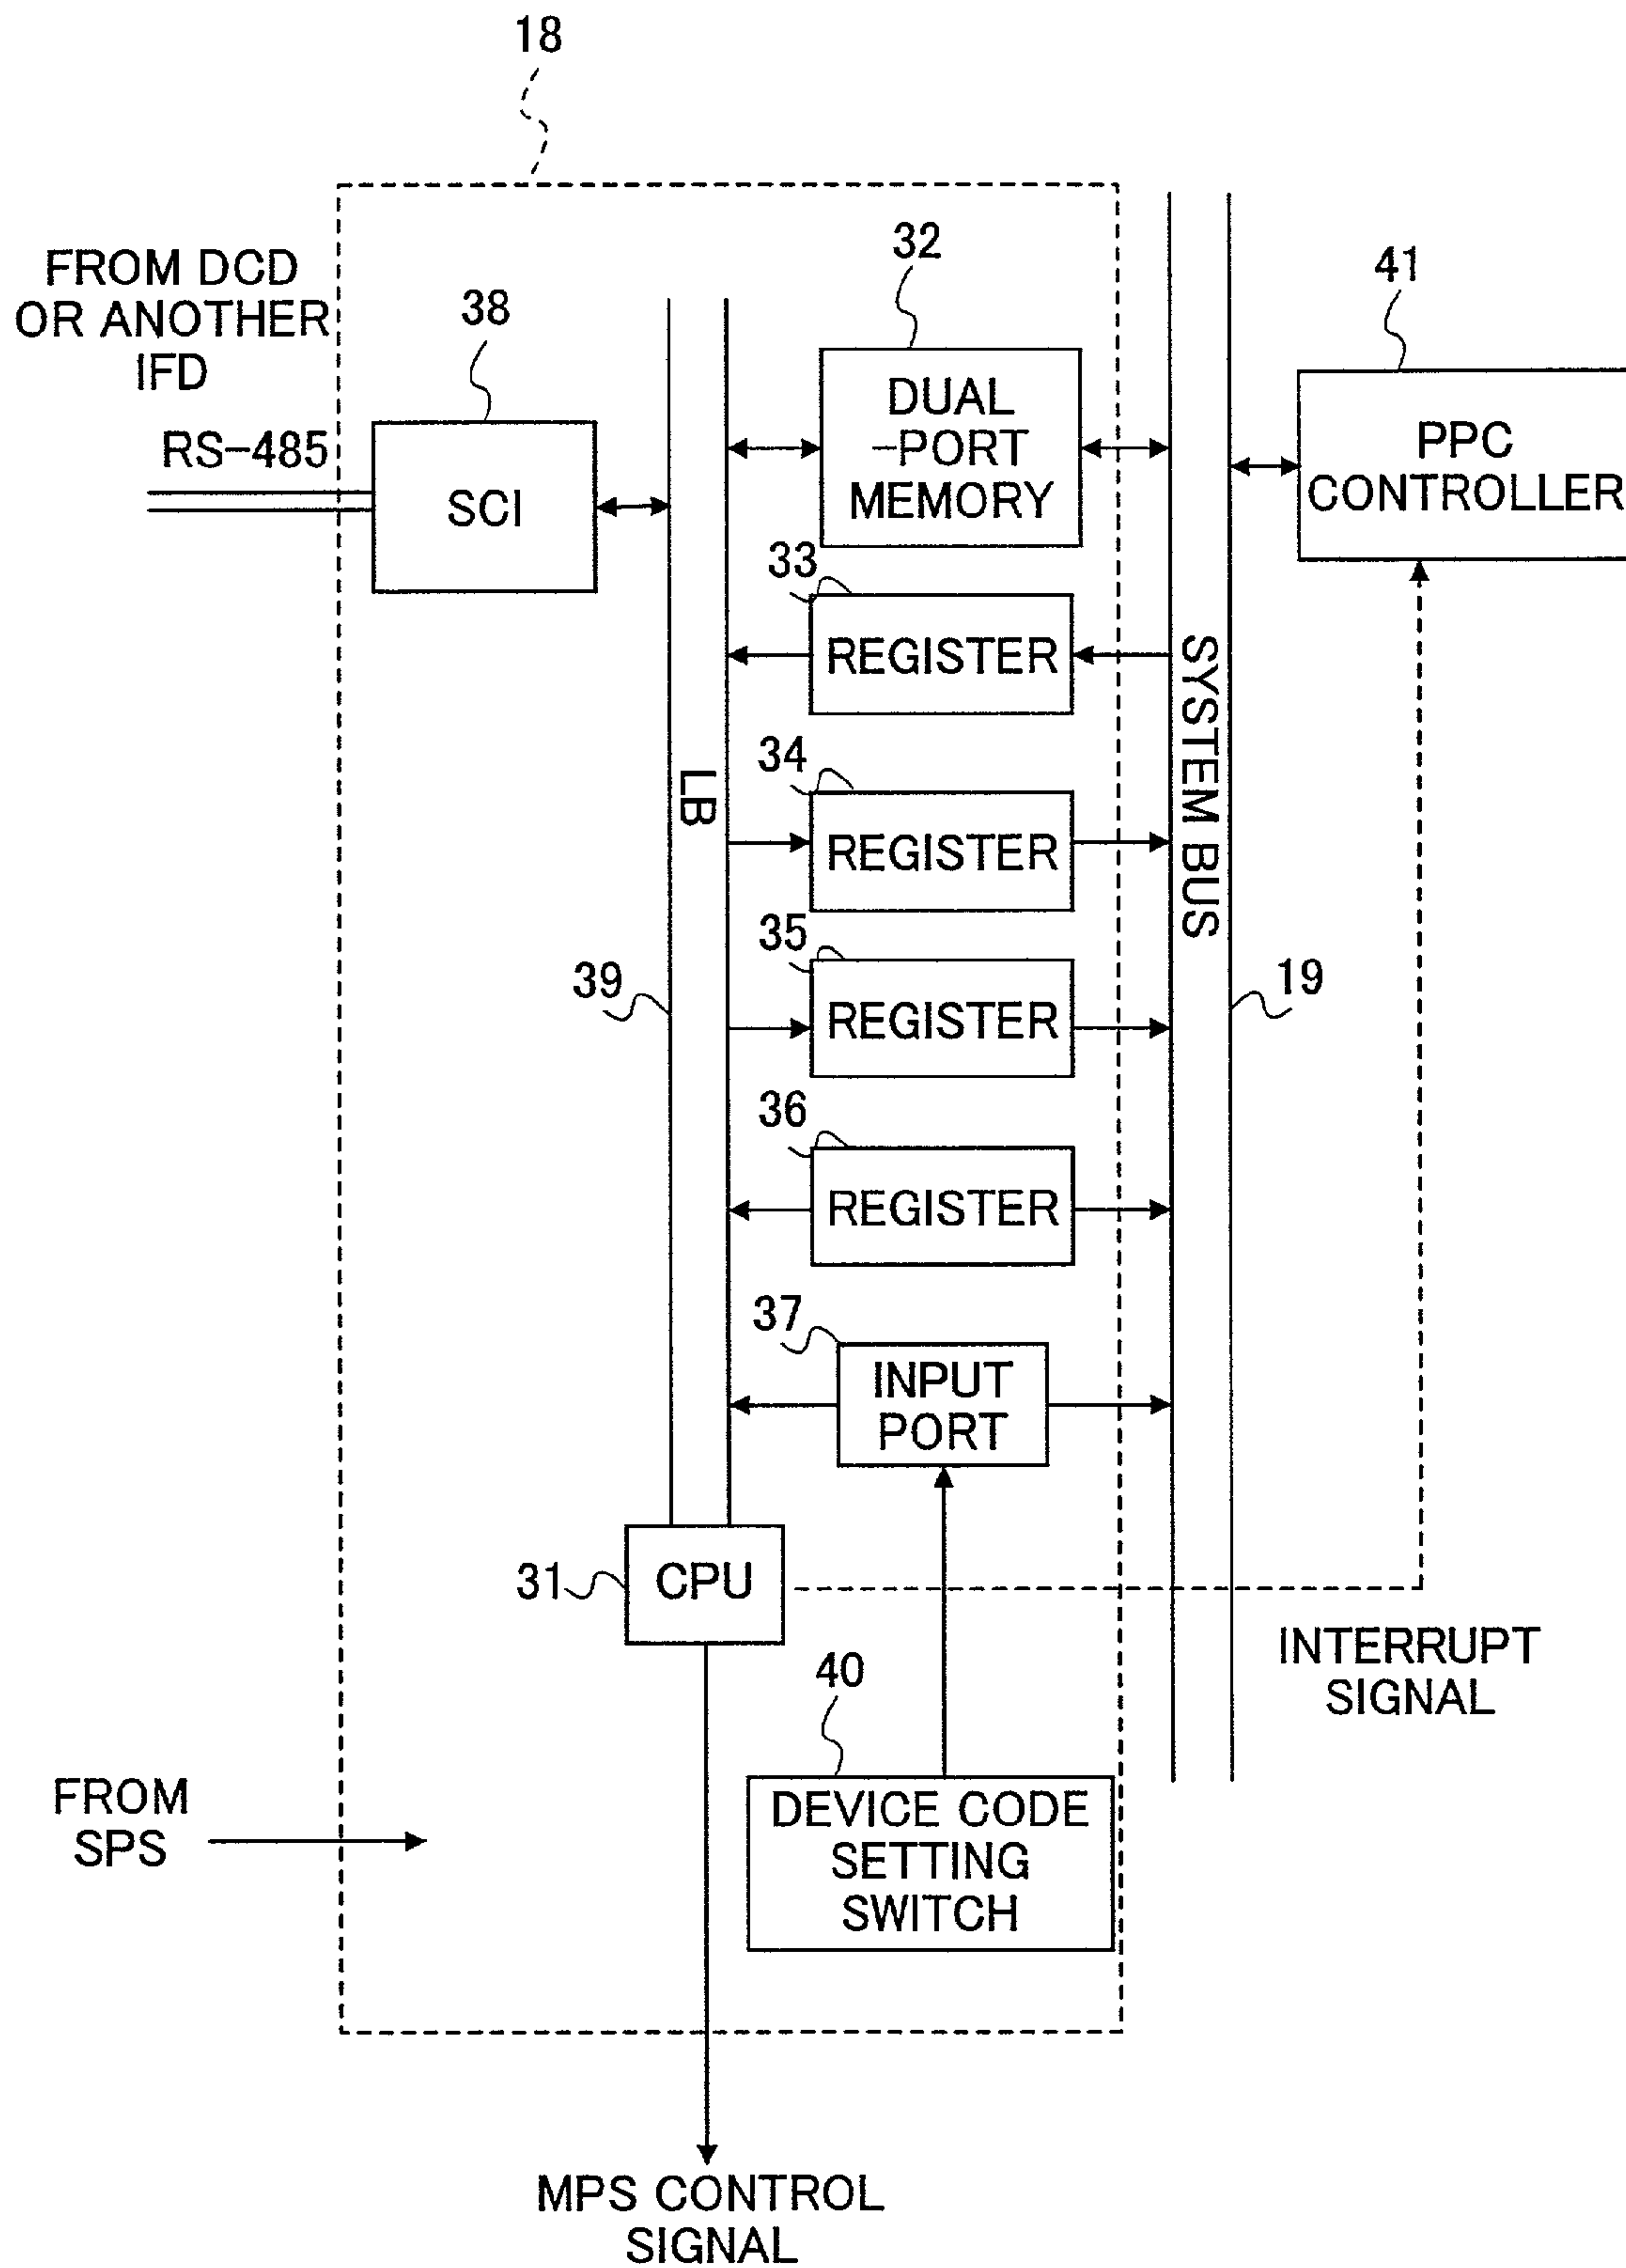 18
FROM DCD
OR ANOTHER
IFD
RS-485
38
SCI
32
DUAL
-PORT
MEMORY
41
PPC
CONTROLLER
33
REGISTER
34
REGISTER
35
REGISTER
36
REGISTER
37
INPUT
PORT
LB
SYSTEM BUS
39
19
31
CPU
INTERRUPT
SIGNAL
40
DEVICE CODE
SETTING
SWITCH
FROM
SPS
MPS CONTROL
SIGNAL